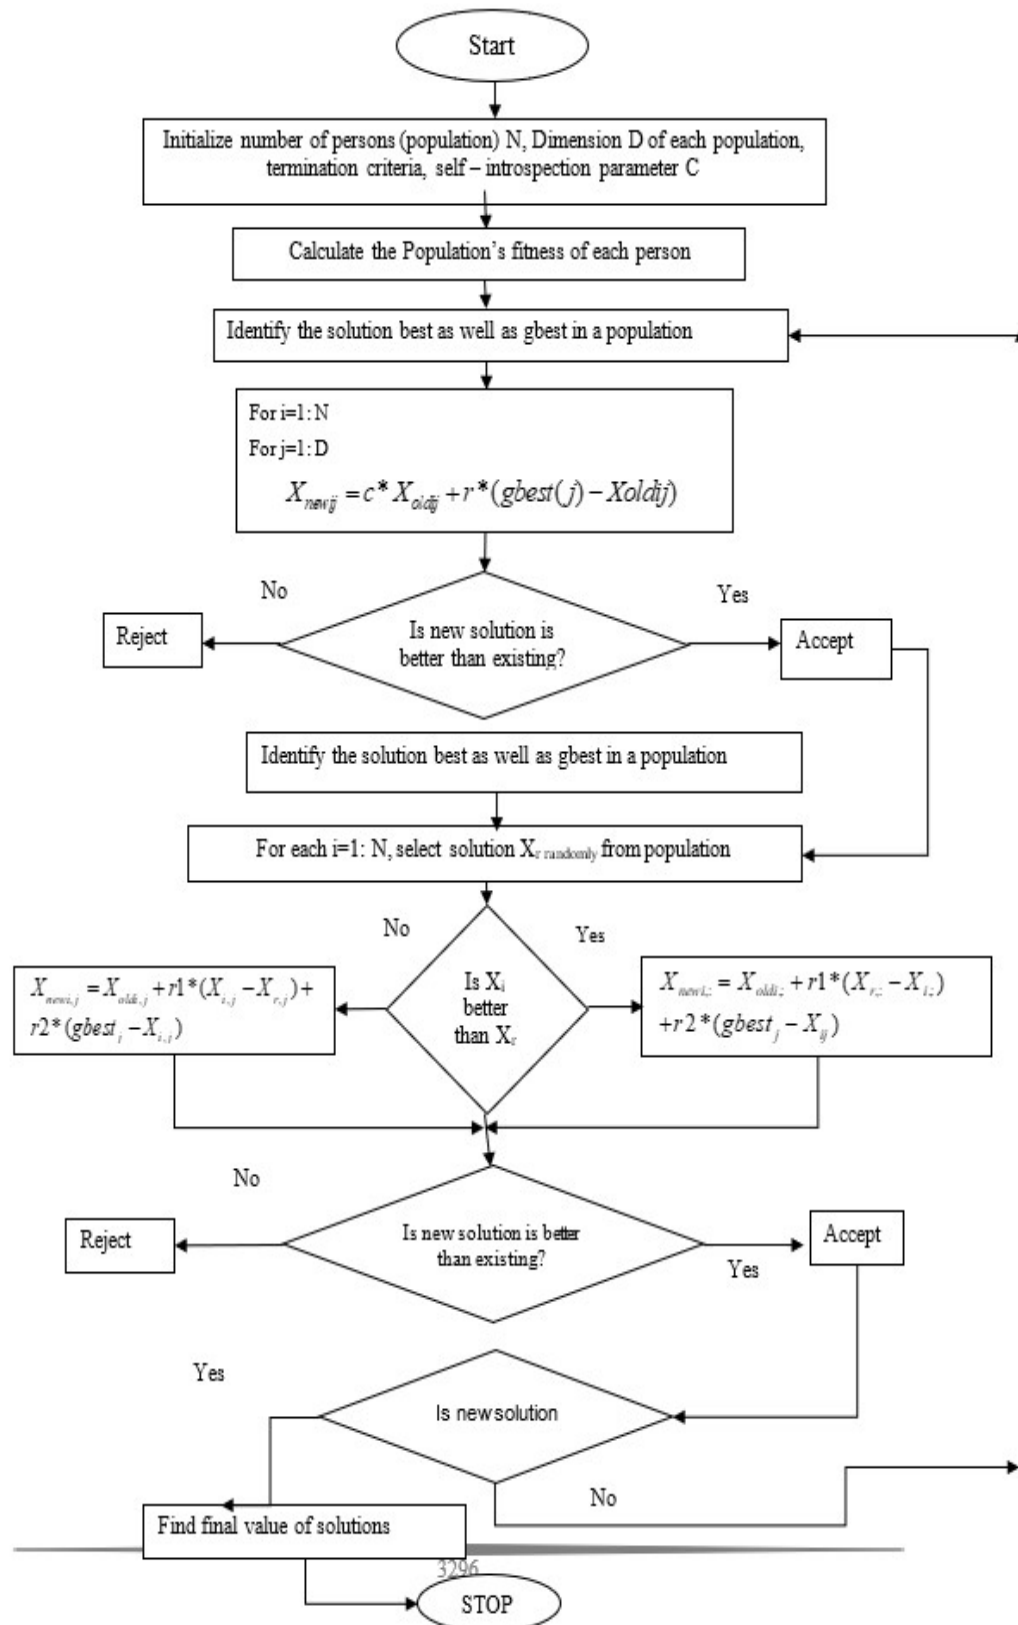 Start
Initialize number of persons (population) N, Dimension D of each population,
termination criteria, self – introspection parameter C
Calculate the Population's fitness of each person
Identify the solution best as well as gbest in a population
For i=1: N
For j=1: D
X_newij = c* X_oldij + r*(gbest(j) − Xoldij)
No
Yes
Reject
Is new solution is
better than existing?
Accept
Identify the solution best as well as gbest in a population
For each i=1: N, select solution X_r randomly from population
No
Yes
X_newi,j = X_oldi,j + r1*(X_i,j − X_r,j) +
r2*(gbest_i − X_i,i)
Is X_i
better
than X_r
X_newi,: = X_oldi,: + r1*(X_r,: − X_i,:)
+r2*(gbest_j − X_ij)
No
Reject
Is new solution is better
than existing?
Accept
Yes
Yes
Is new solution
No
Find final value of solutions
3296
STOP